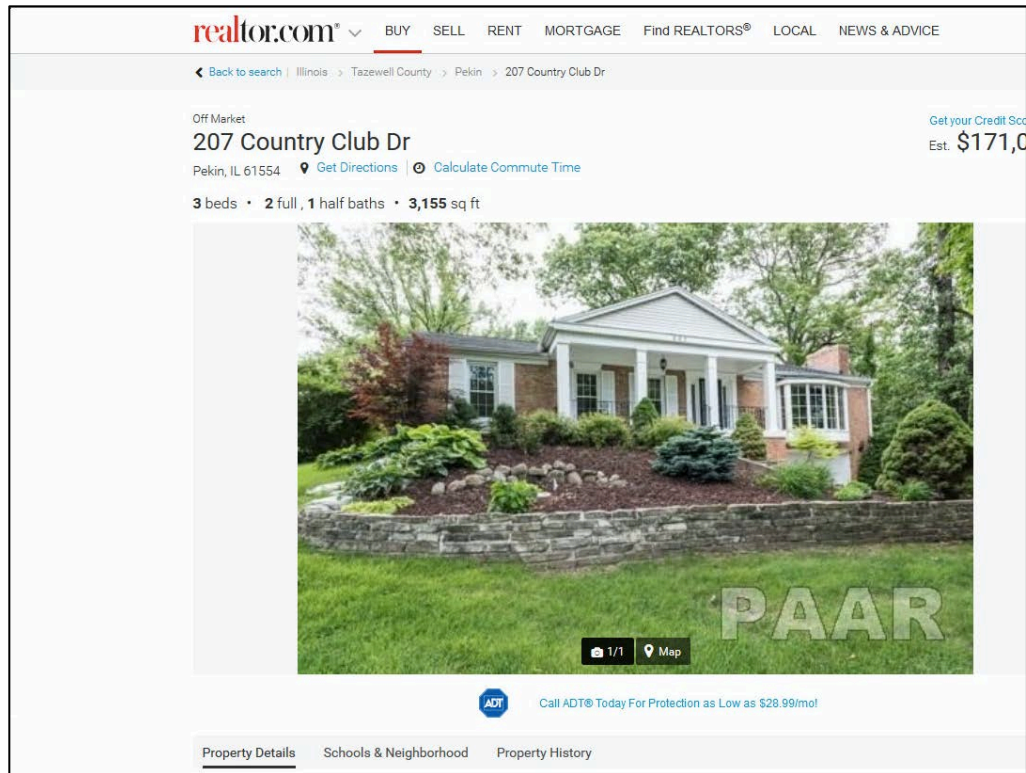 realtor.com® BUY SELL RENT MORTGAGE Find REALTORS® LOCAL NEWS & ADVICE
Back to search | Illinois > Tazewell County > Pekin > 207 Country Club Dr
Off Market
Get your Credit Sco
207 Country Club Dr
Est. $171,0
Pekin, IL 61554 Get Directions | Calculate Commute Time
3 beds • 2 full , 1 half baths • 3,155 sq ft
207
PAAR
1/1 Map
ADT Call ADT® Today For Protection as Low as $28.99/mo!
Property Details Schools & Neighborhood Property History